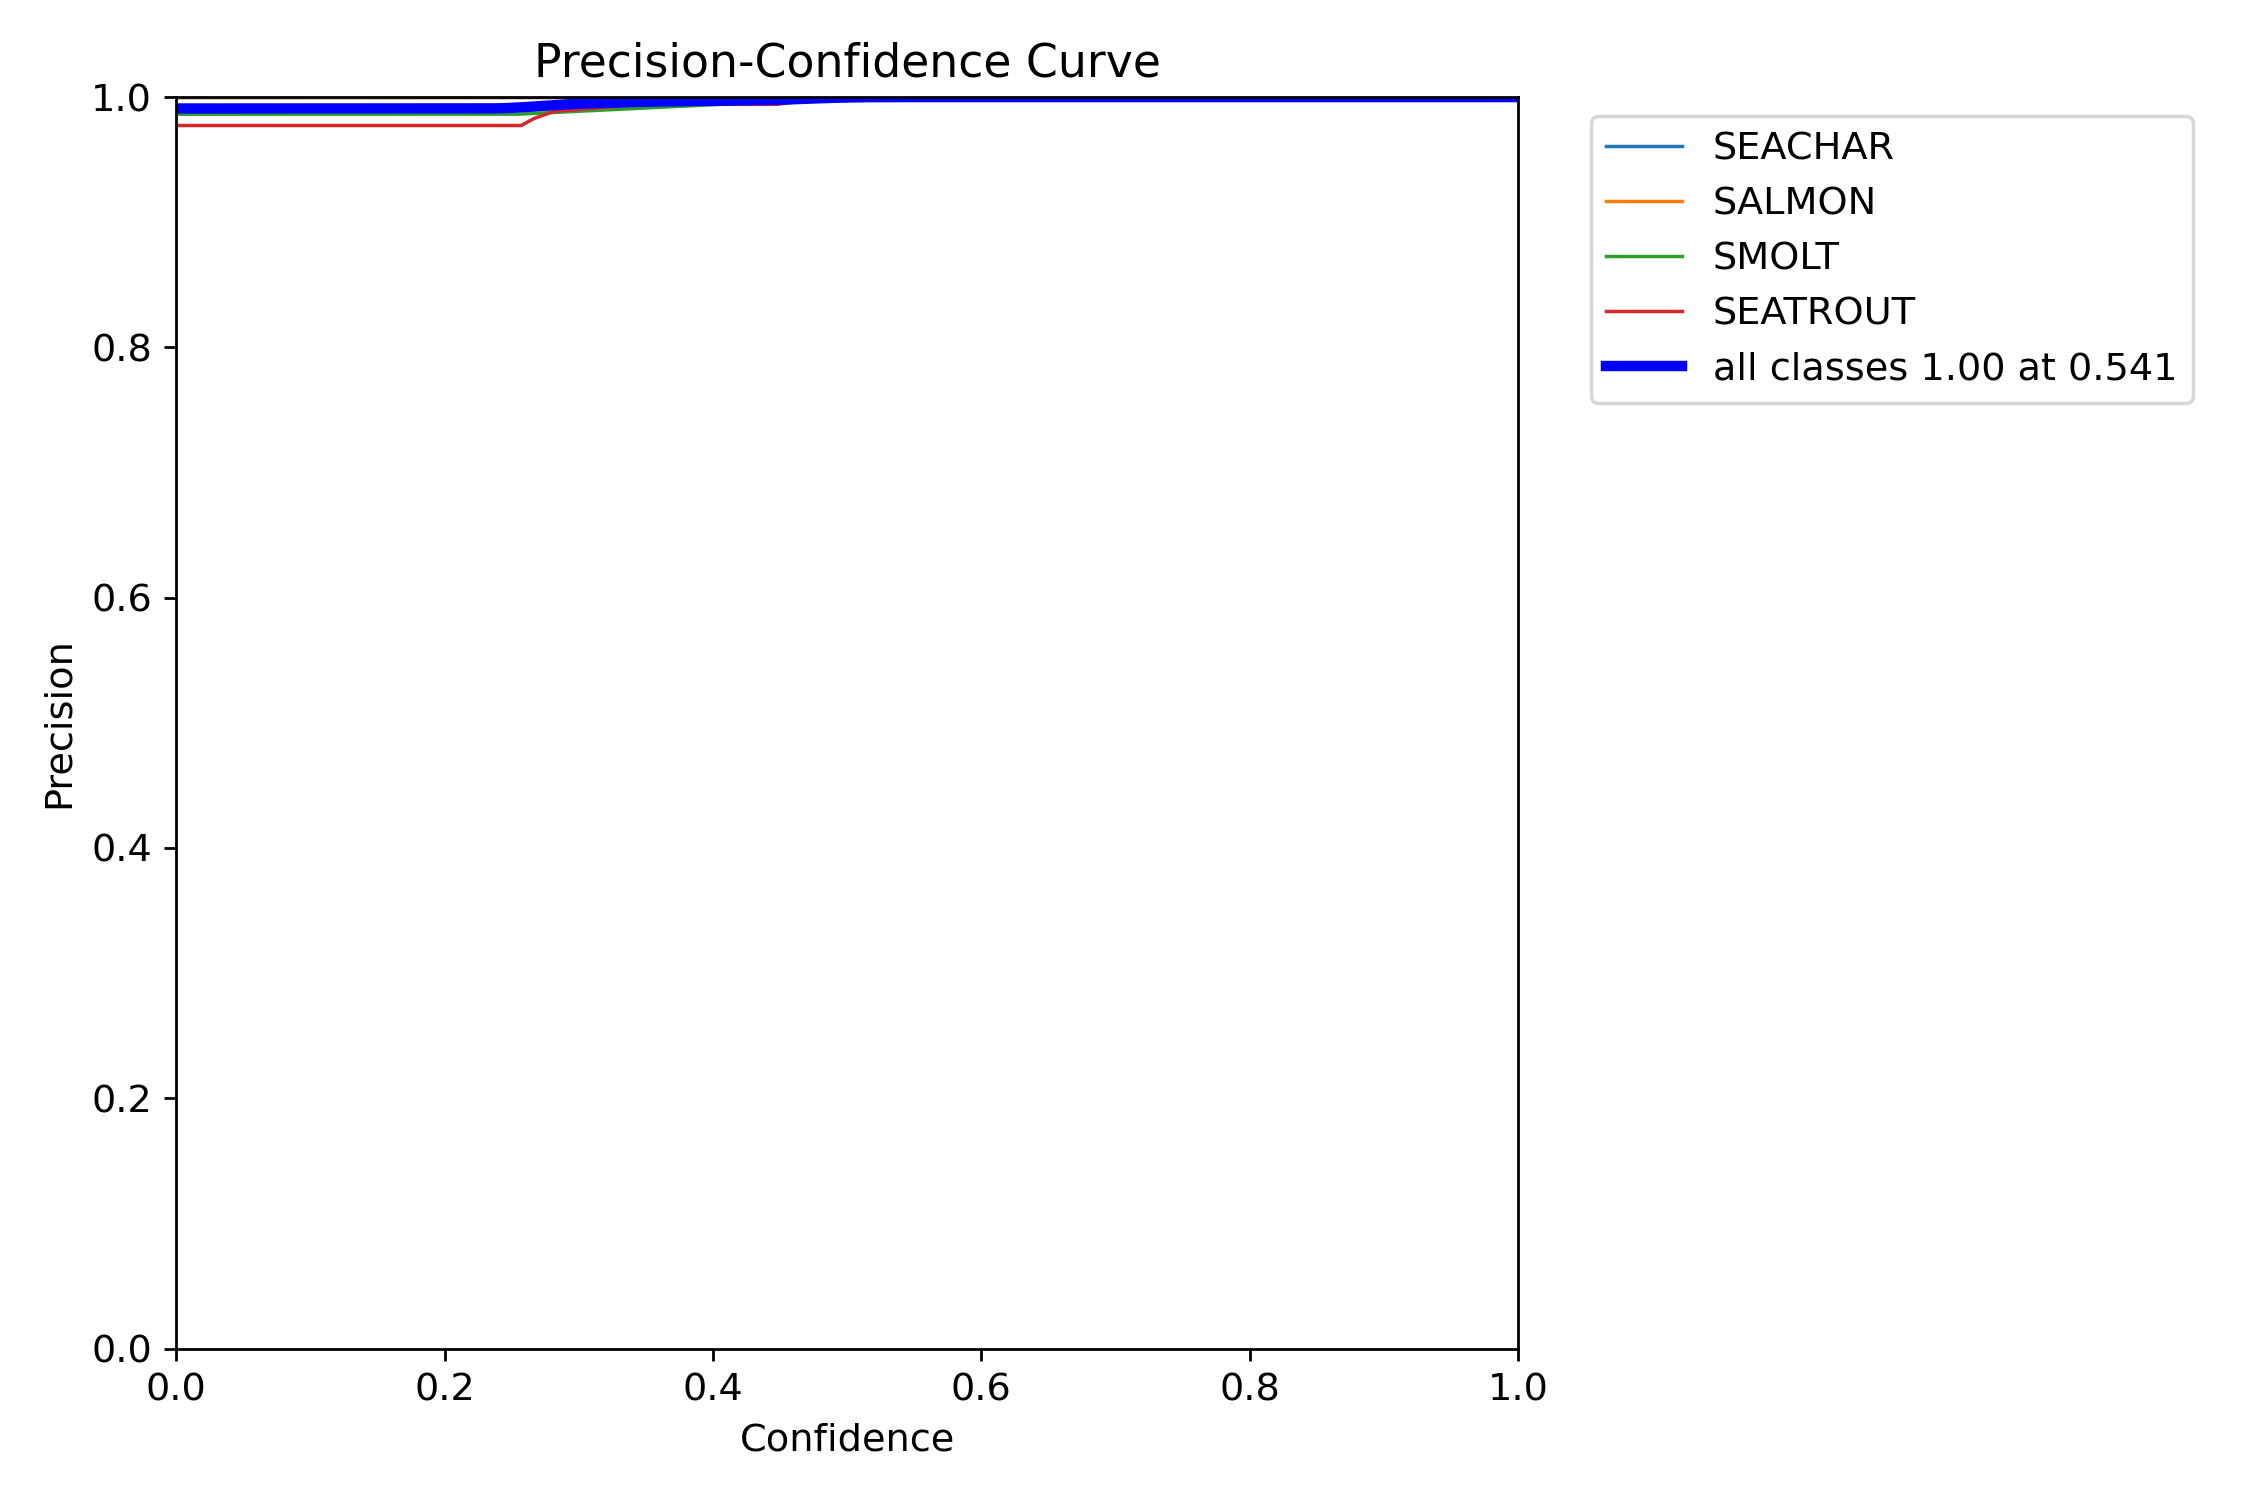 Precision-Confidence Curve
1.0
0.8
0.6
0.4
0.2
0.0
Precision
0.0 0.2 0.4 0.6 0.8 1.0
Confidence
SEACHAR
SALMON
SMOLT
SEATROUT
all classes 1.00 at 0.541